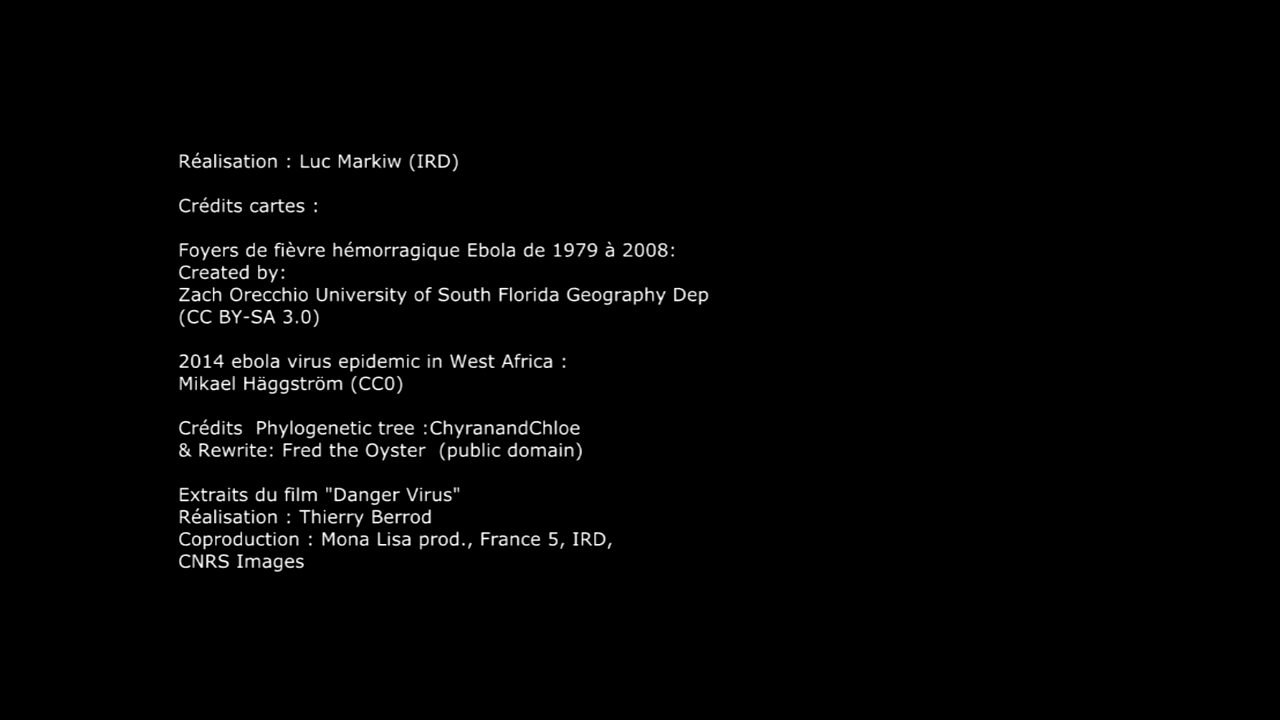 Réalisation : Luc Markiw (IRD)
Crédits cartes :
Foyers de fièvre hémorragique Ebola de 1979 à 2008:
Created by:
Zach Orecchio University of South Florida Geography Dep
(CC BY-SA 3.0)
2014 ebola virus epidemic in West Africa :
Mikael Häggström (CC0)
Crédits  Phylogenetic tree :ChyranandChloe
& Rewrite: Fred the Oyster  (public domain)
Extraits du film "Danger Virus"
Réalisation : Thierry Berrod
Coproduction : Mona Lisa prod., France 5, IRD,
CNRS Images